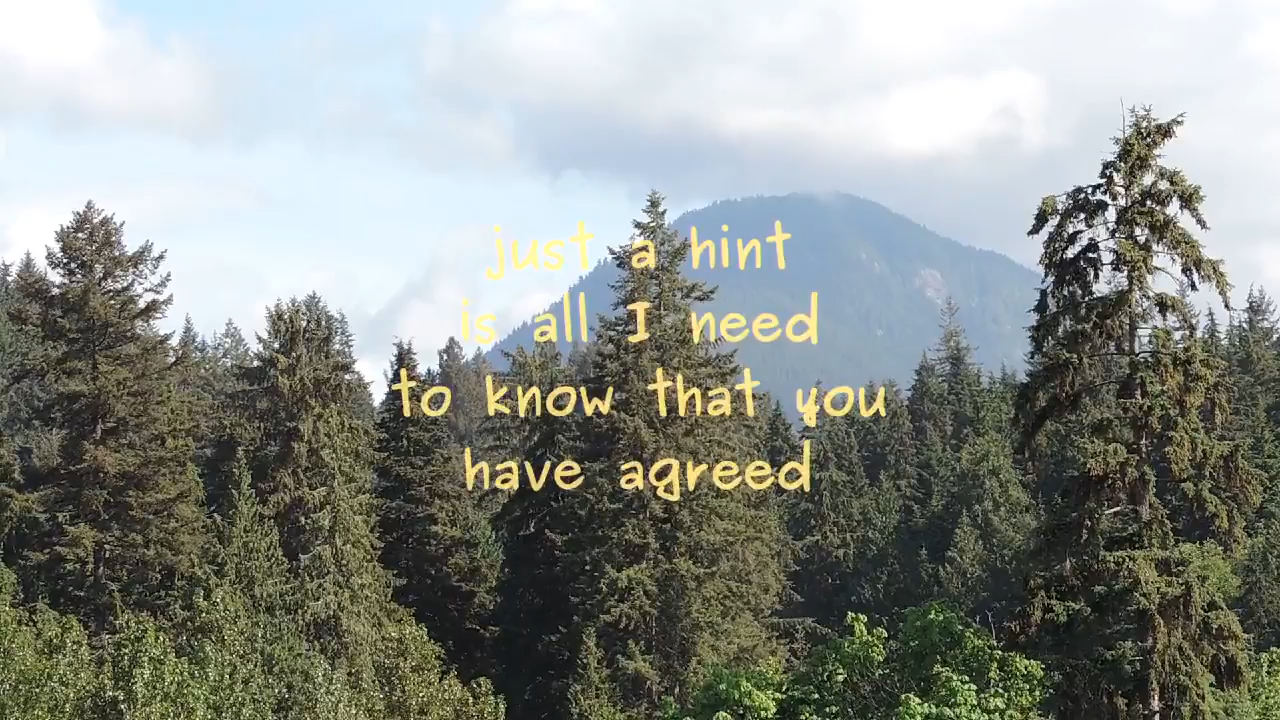 just a hint
is all I need
to know that you
have agreed